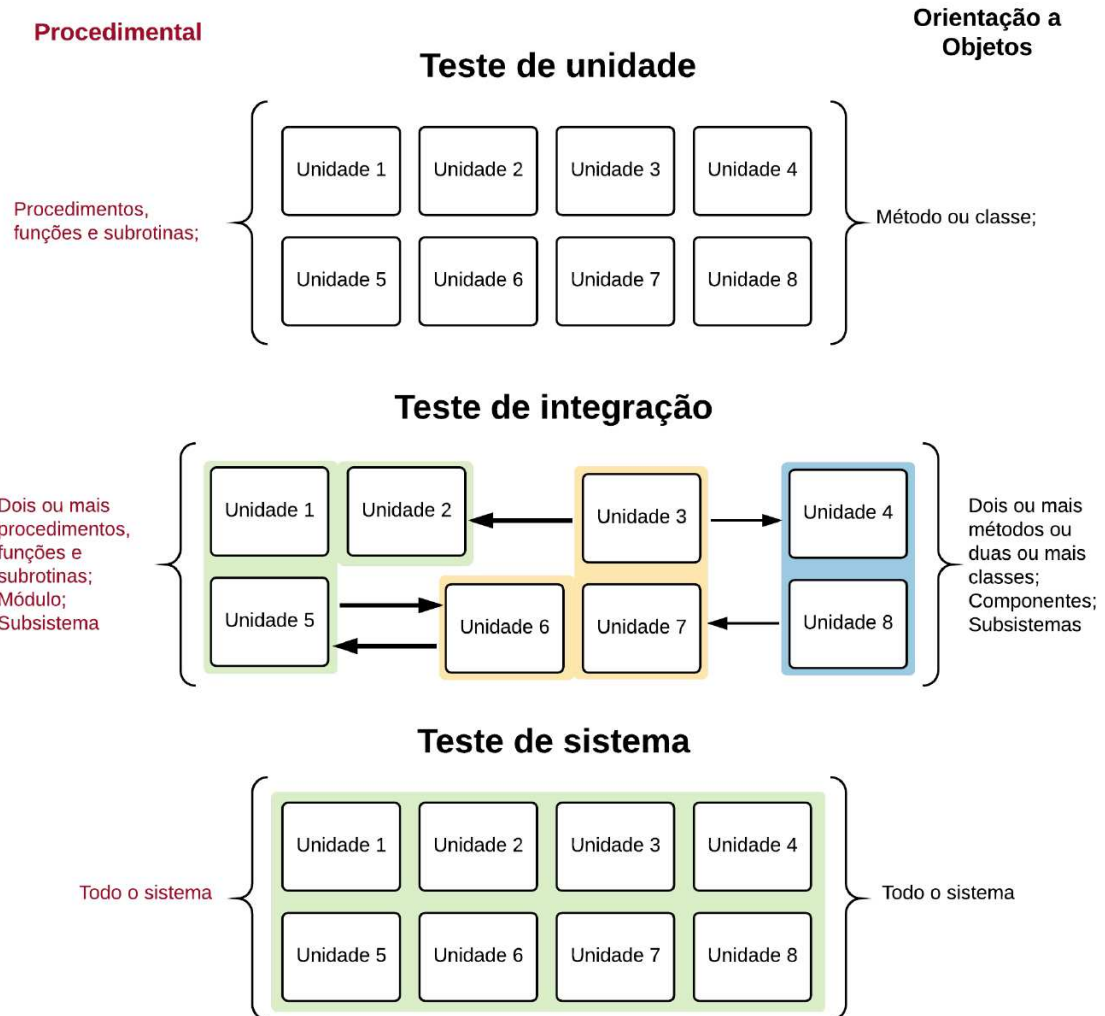 Procedimental
Orientação a
Objetos
Teste de unidade
Procedimentos,
funções e subrotinas;
Unidade 1
Unidade 2
Unidade 3
Unidade 4
Unidade 5
Unidade 6
Unidade 7
Unidade 8
Método ou classe;
Teste de integração
Dois ou mais
procedimentos,
funções e
subrotinas;
Módulo;
Subsistema
Unidade 1
Unidade 2
Unidade 3
Unidade 4
Unidade 5
Unidade 6
Unidade 7
Unidade 8
Dois ou mais
métodos ou
duas ou mais
classes;
Componentes;
Subsistemas
Teste de sistema
Todo o sistema
Unidade 1
Unidade 2
Unidade 3
Unidade 4
Unidade 5
Unidade 6
Unidade 7
Unidade 8
Todo o sistema